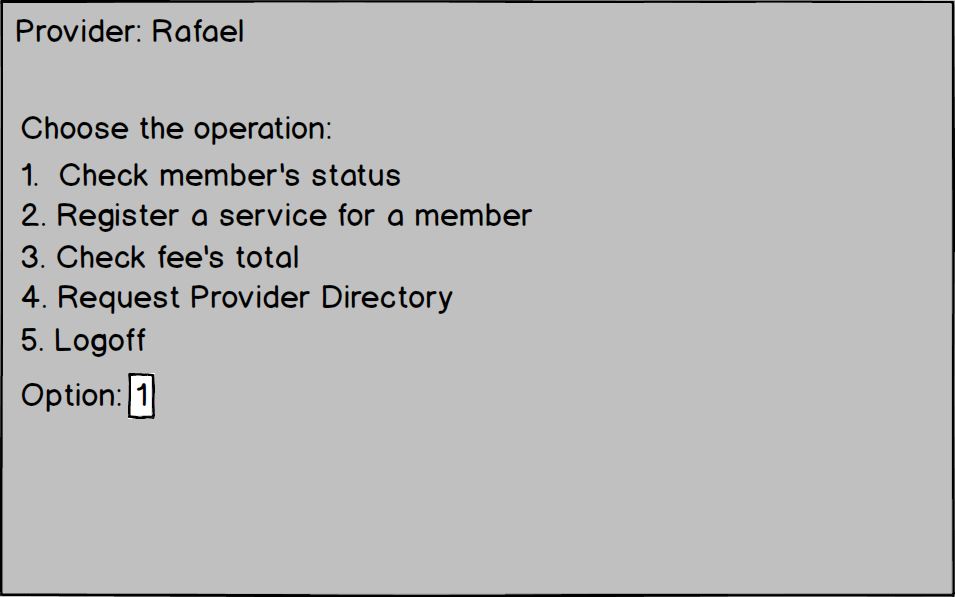 Provider: Rafael
Choose the operation:
1. Check member's status
2. Register a service for a member
3. Check fee's total
4. Request Provider Directory
5. Logoff
Option: 1